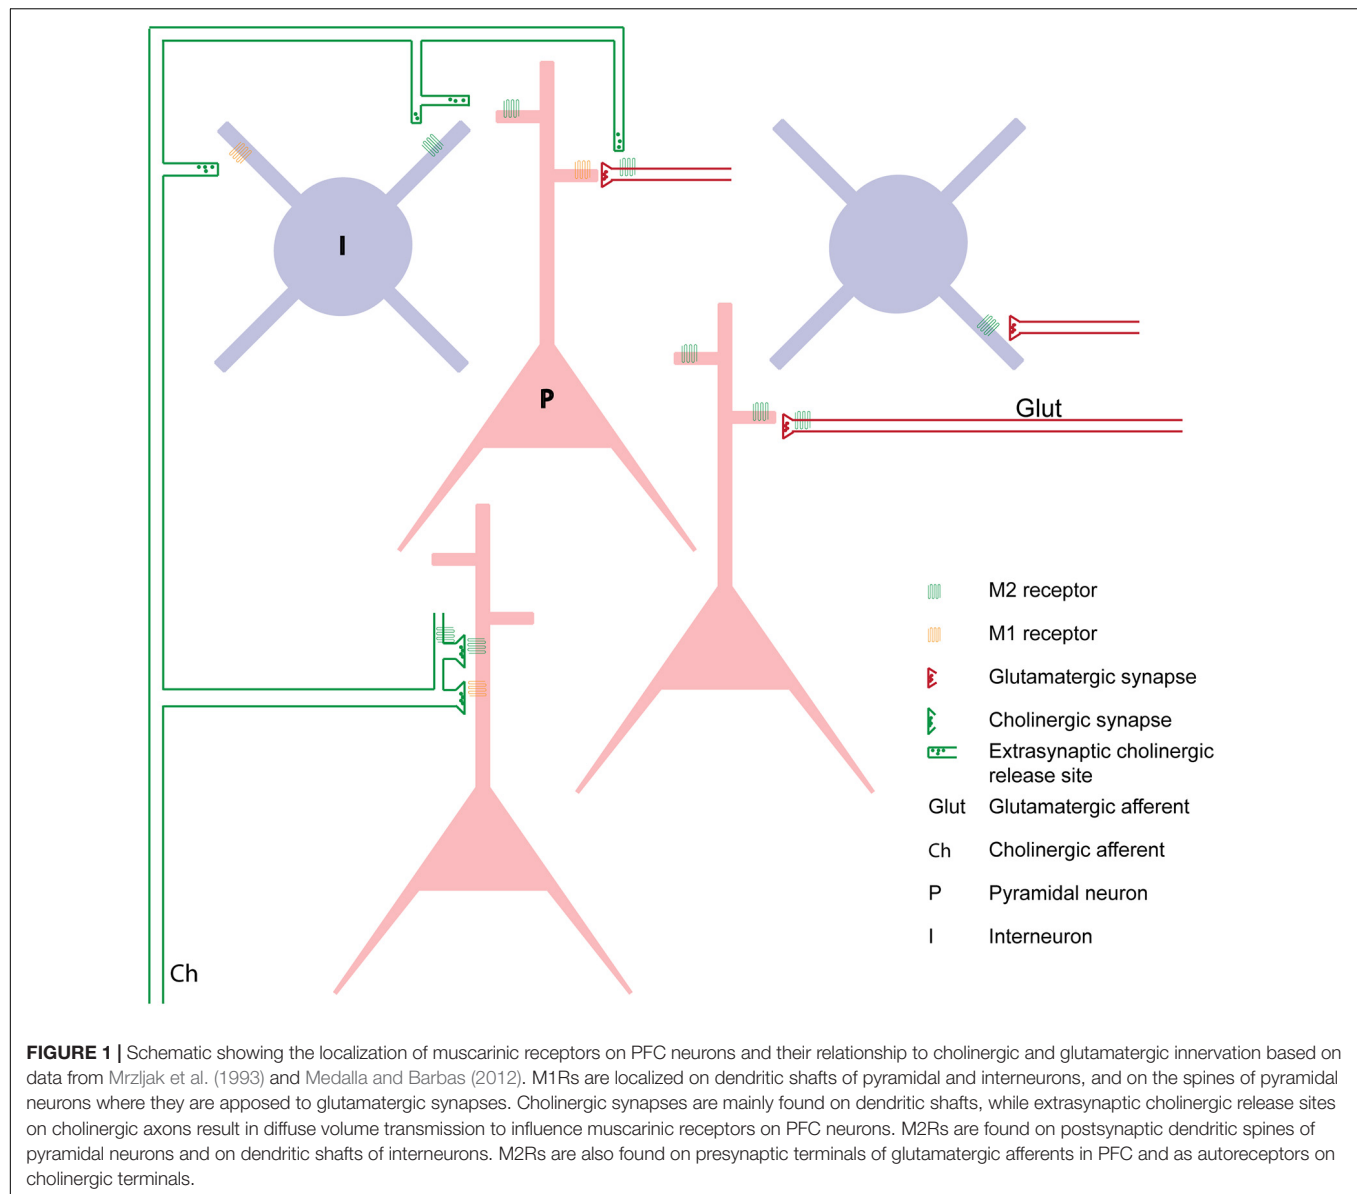 I
P
Glut
M2 receptor
M1 receptor
Glutamatergic synapse
Cholinergic synapse
Extrasynaptic cholinergic
release site
Glut Glutamatergic afferent
Ch Cholinergic afferent
P Pyramidal neuron
I Interneuron
Ch
FIGURE 1 | Schematic showing the localization of muscarinic receptors on PFC neurons and their relationship to cholinergic and glutamatergic innervation based on
data from Mrzljak et al. (1993) and Medalla and Barbas (2012). M1Rs are localized on dendritic shafts of pyramidal and interneurons, and on the spines of pyramidal
neurons where they are apposed to glutamatergic synapses. Cholinergic synapses are mainly found on dendritic shafts, while extrasynaptic cholinergic release sites
on cholinergic axons result in diffuse volume transmission to influence muscarinic receptors on PFC neurons. M2Rs are found on postsynaptic dendritic spines of
pyramidal neurons and on dendritic shafts of interneurons. M2Rs are also found on presynaptic terminals of glutamatergic afferents in PFC and as autoreceptors on
cholinergic terminals.